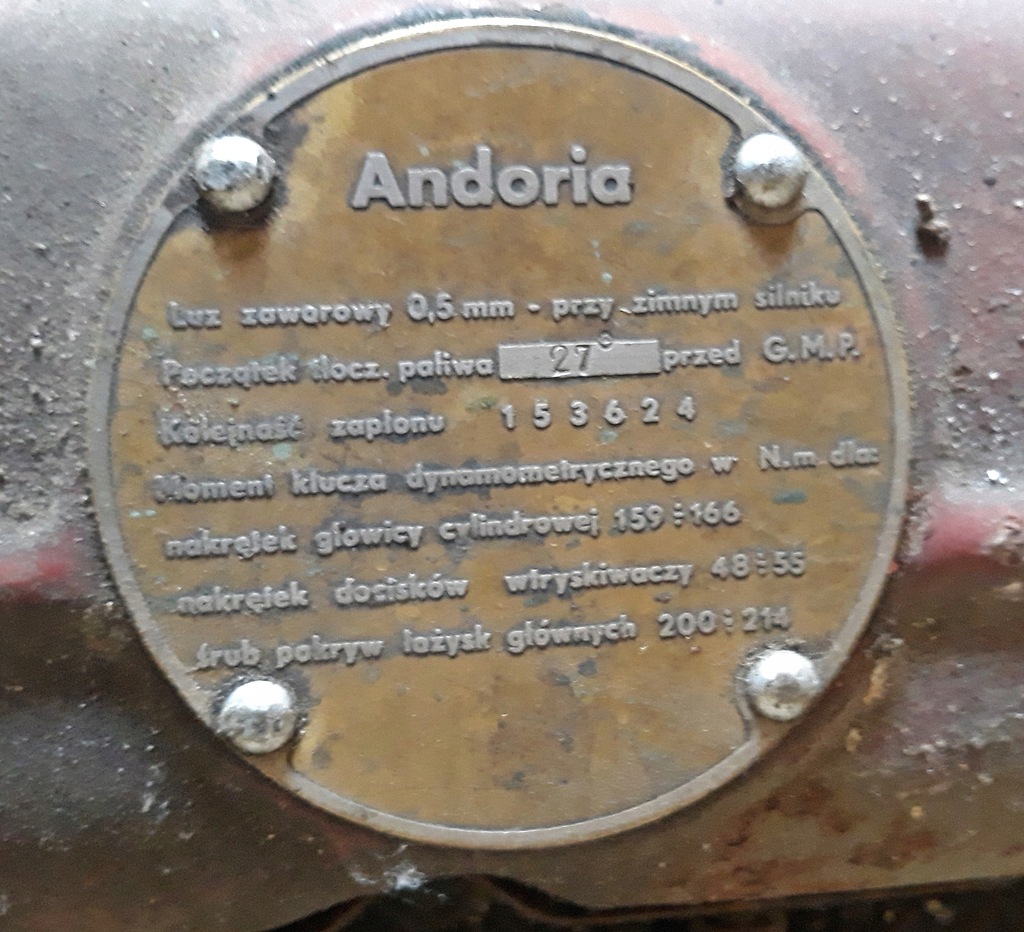 Andoria
Luz zaworowy 0,5 mm - przy zimnym silniku
Początek tłocz. paliwa 27° przed G.M.P.
Kolejność zapłonu 1 5 3 6 2 4
Moment klucza dynamometrycznego w N.m dla:
nakrętek głowicy cylindrowej 159÷166
nakrętek docisków wtryskiwaczy 48÷55
śrub pokryw łożysk głównych 200÷214